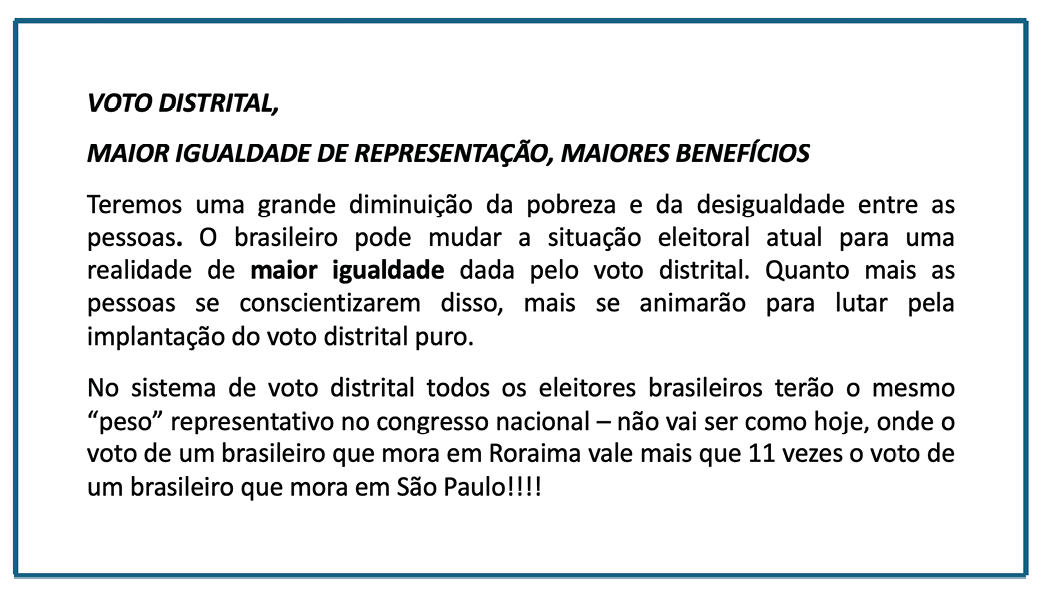 VOTO DISTRITAL,
MAIOR IGUALDADE DE REPRESENTAÇÃO, MAIORES BENEFÍCIOS
Teremos uma grande diminuição da pobreza e da desigualdade entre as
pessoas. O brasileiro pode mudar a situação eleitoral atual para uma
realidade de maior igualdade dada pelo voto distrital. Quanto mais as
pessoas se conscientizarem disso, mais se animarão para lutar pela
implantação do voto distrital puro.
No sistema de voto distrital todos os eleitores brasileiros terão o mesmo
“peso” representativo no congresso nacional – não vai ser como hoje, onde o
voto de um brasileiro que mora em Roraima vale mais que 11 vezes o voto de
um brasileiro que mora em São Paulo!!!!